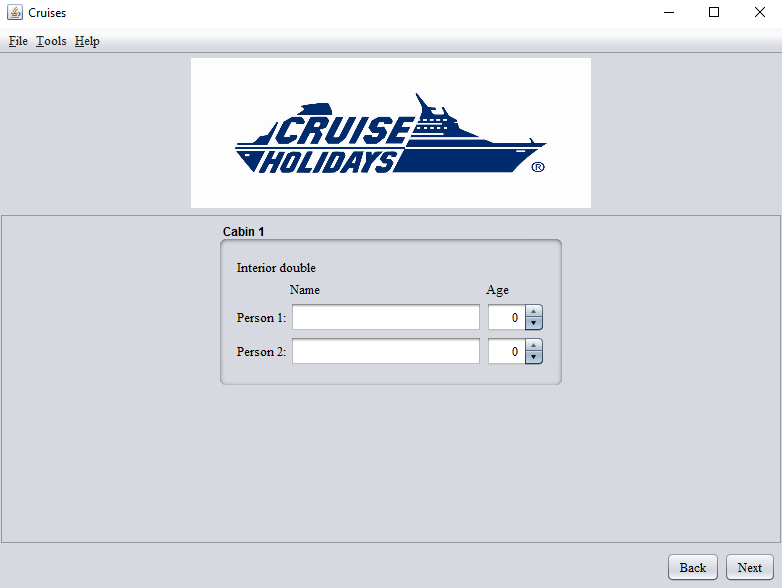 Cruises
File Tools Help
CRUISE
HOLIDAYS ®
Cabin 1
Interior double
Name Age
Person 1: 0
Person 2: 0
Back Next